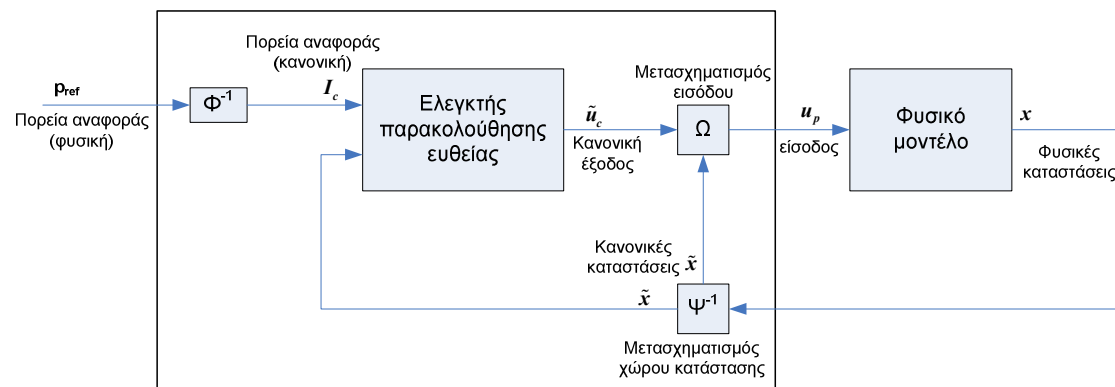 p_ref
Πορεία αναφοράς
(φυσική)
Φ⁻¹
Πορεία αναφοράς
(κανονική)
I_c
Ελεγκτής
παρακολούθησης
ευθείας
ũ_c
Κανονική
έξοδος
Μετασχηματισμός
εισόδου
Ω
u_p
είσοδος
Φυσικό
μοντέλο
x
Φυσικές
καταστάσεις
Κανονικές
καταστάσεις
x̃
x̃
Ψ⁻¹
Μετασχηματισμός
χώρου κατάστασης